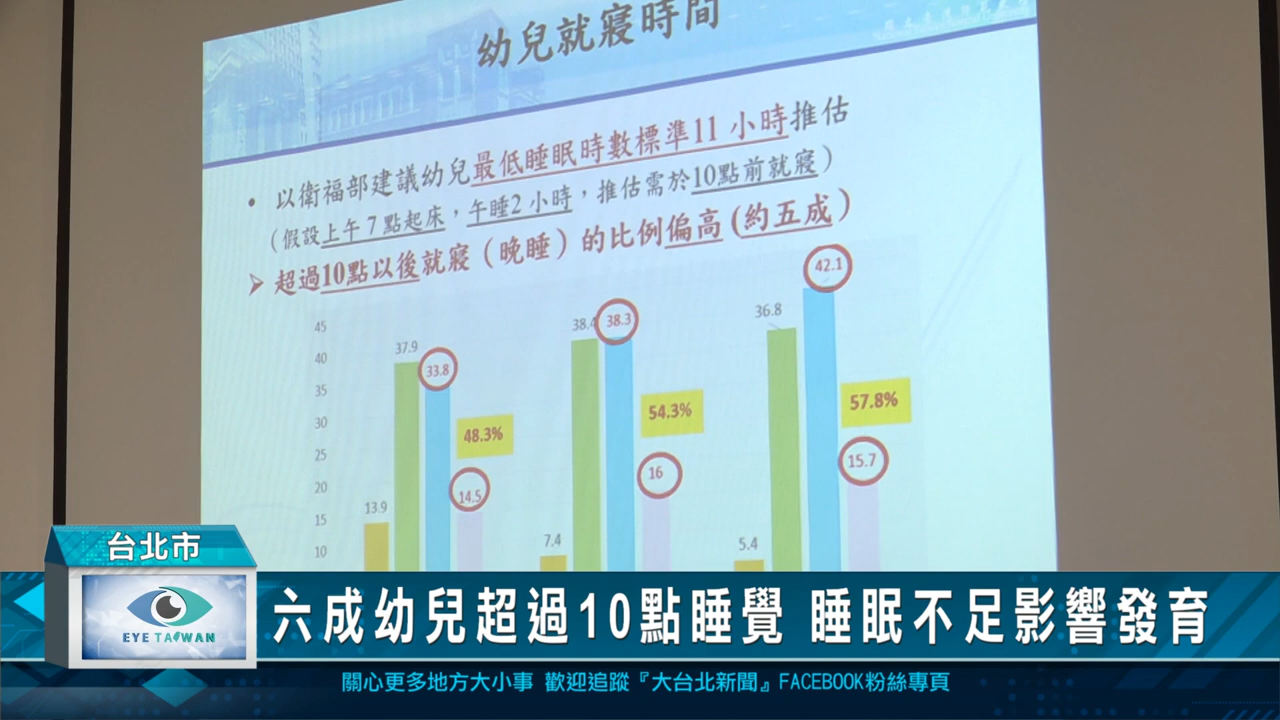 幼兒就寢時間
• 以衛福部建議幼兒最低睡眠時數標準11 小時推估
（假設上午 7 點起床，午睡2 小時，推估需於10點前就寢）
➢ 超過10點以後就寢（晚睡）的比例偏高 (約五成）
45
40
35
30
25
20
15
10
13.9
37.9
33.8
48.3%
14.5
7.4
38.4
38.3
54.3%
16
5.4
36.8
42.1
57.8%
15.7
台北市
EYE TAIWAN
六成幼兒超過10點睡覺 睡眠不足影響發育
關心更多地方大小事 歡迎追蹤『大台北新聞』FACEBOOK粉絲專頁